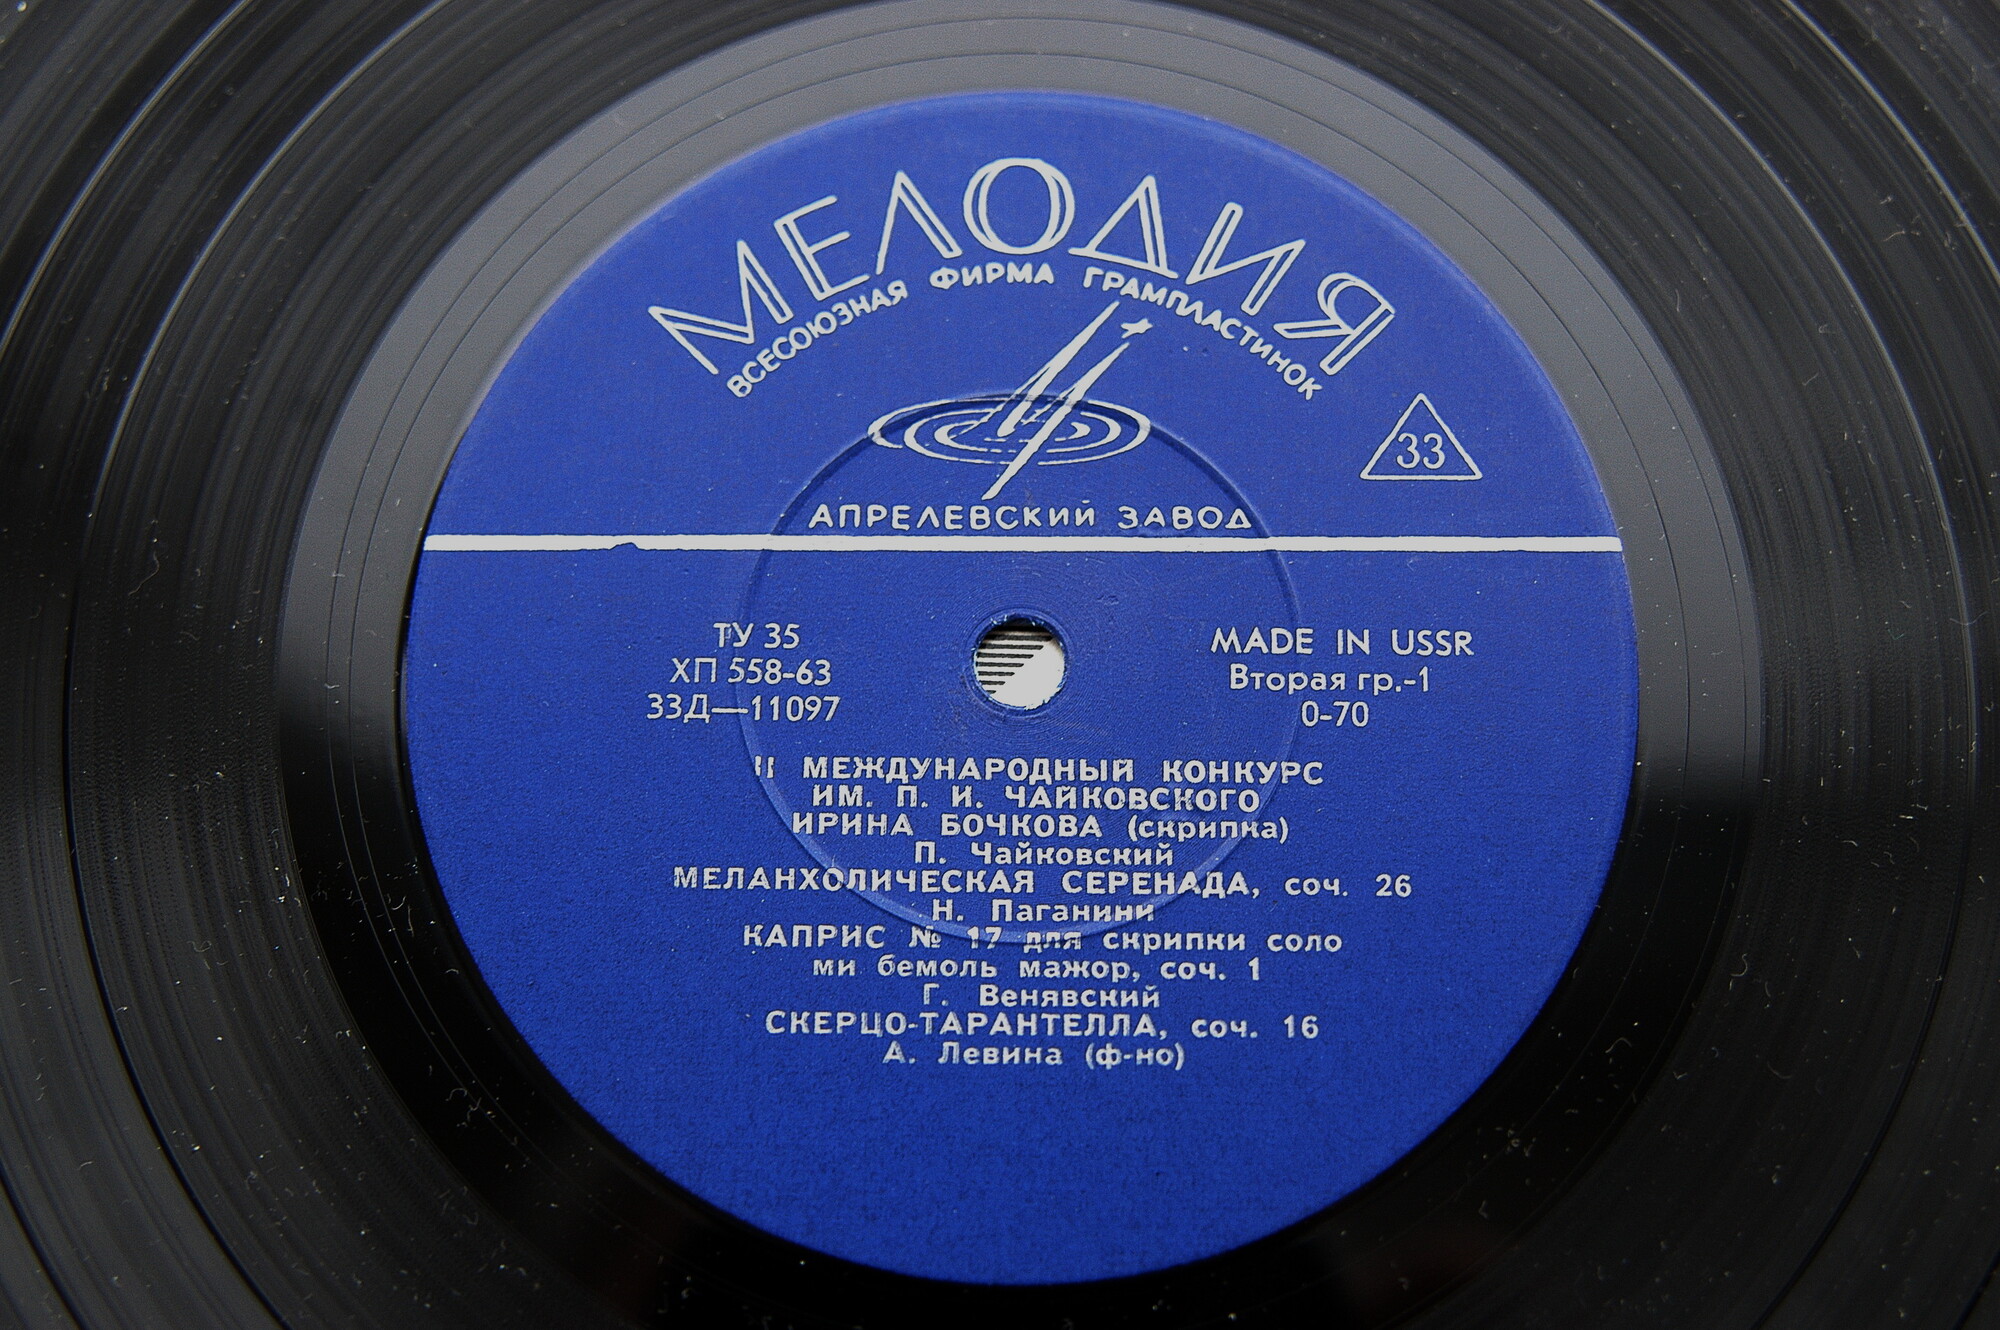 МЕЛОДИЯ
ВСЕСОЮЗНАЯ ФИРМА ГРАМПЛАСТИНОК
33
АПРЕЛЕВСКИЙ ЗАВОД
ТУ 35
ХП 558-63
33Д—11097
MADE IN USSR
Вторая гр.-1
0-70
II МЕЖДУНАРОДНЫЙ КОНКУРС
ИМ. П. И. ЧАЙКОВСКОГО
ИРИНА БОЧКОВА (скрипка)
П. Чайковский
МЕЛАНХОЛИЧЕСКАЯ СЕРЕНАДА, соч. 26
Н. Паганини
КАПРИС № 17 для скрипки соло
ми бемоль мажор, соч. 1
Г. Венявский
СКЕРЦО-ТАРАНТЕЛЛА, соч. 16
А. Левина (ф-но)